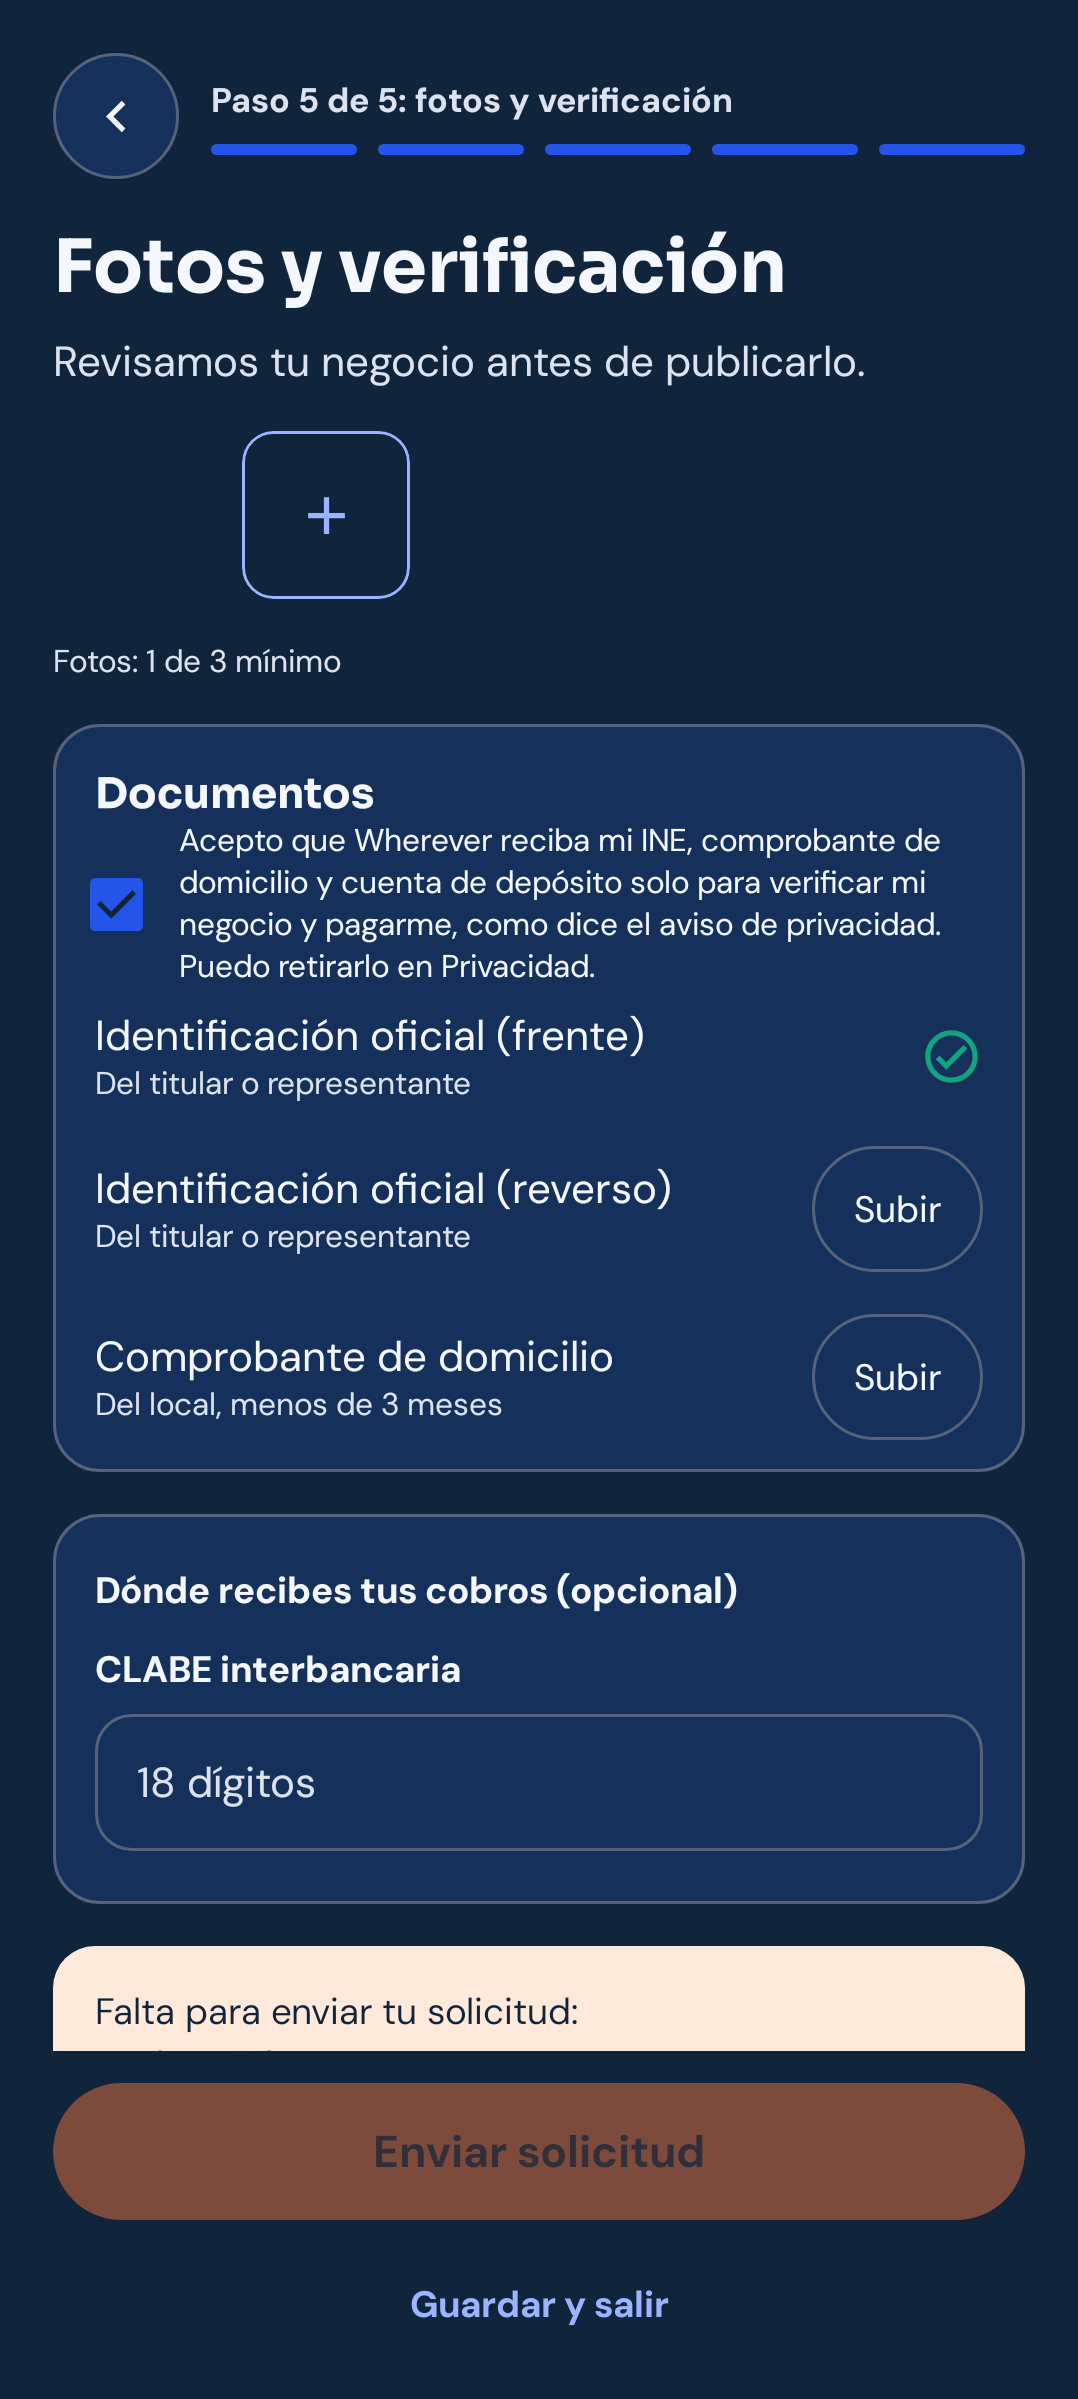 Paso 5 de 5: fotos y verificación
Fotos y verificación
Revisamos tu negocio antes de publicarlo.
+
Fotos: 1 de 3 mínimo
Documentos
Acepto que Wherever reciba mi INE, comprobante de
domicilio y cuenta de depósito solo para verificar mi
negocio y pagarme, como dice el aviso de privacidad.
Puedo retirarlo en Privacidad.
Identificación oficial (frente)
Del titular o representante
Identificación oficial (reverso)
Del titular o representante
Subir
Comprobante de domicilio
Del local, menos de 3 meses
Subir
Dónde recibes tus cobros (opcional)
CLABE interbancaria
18 dígitos
Falta para enviar tu solicitud:
Enviar solicitud
Guardar y salir